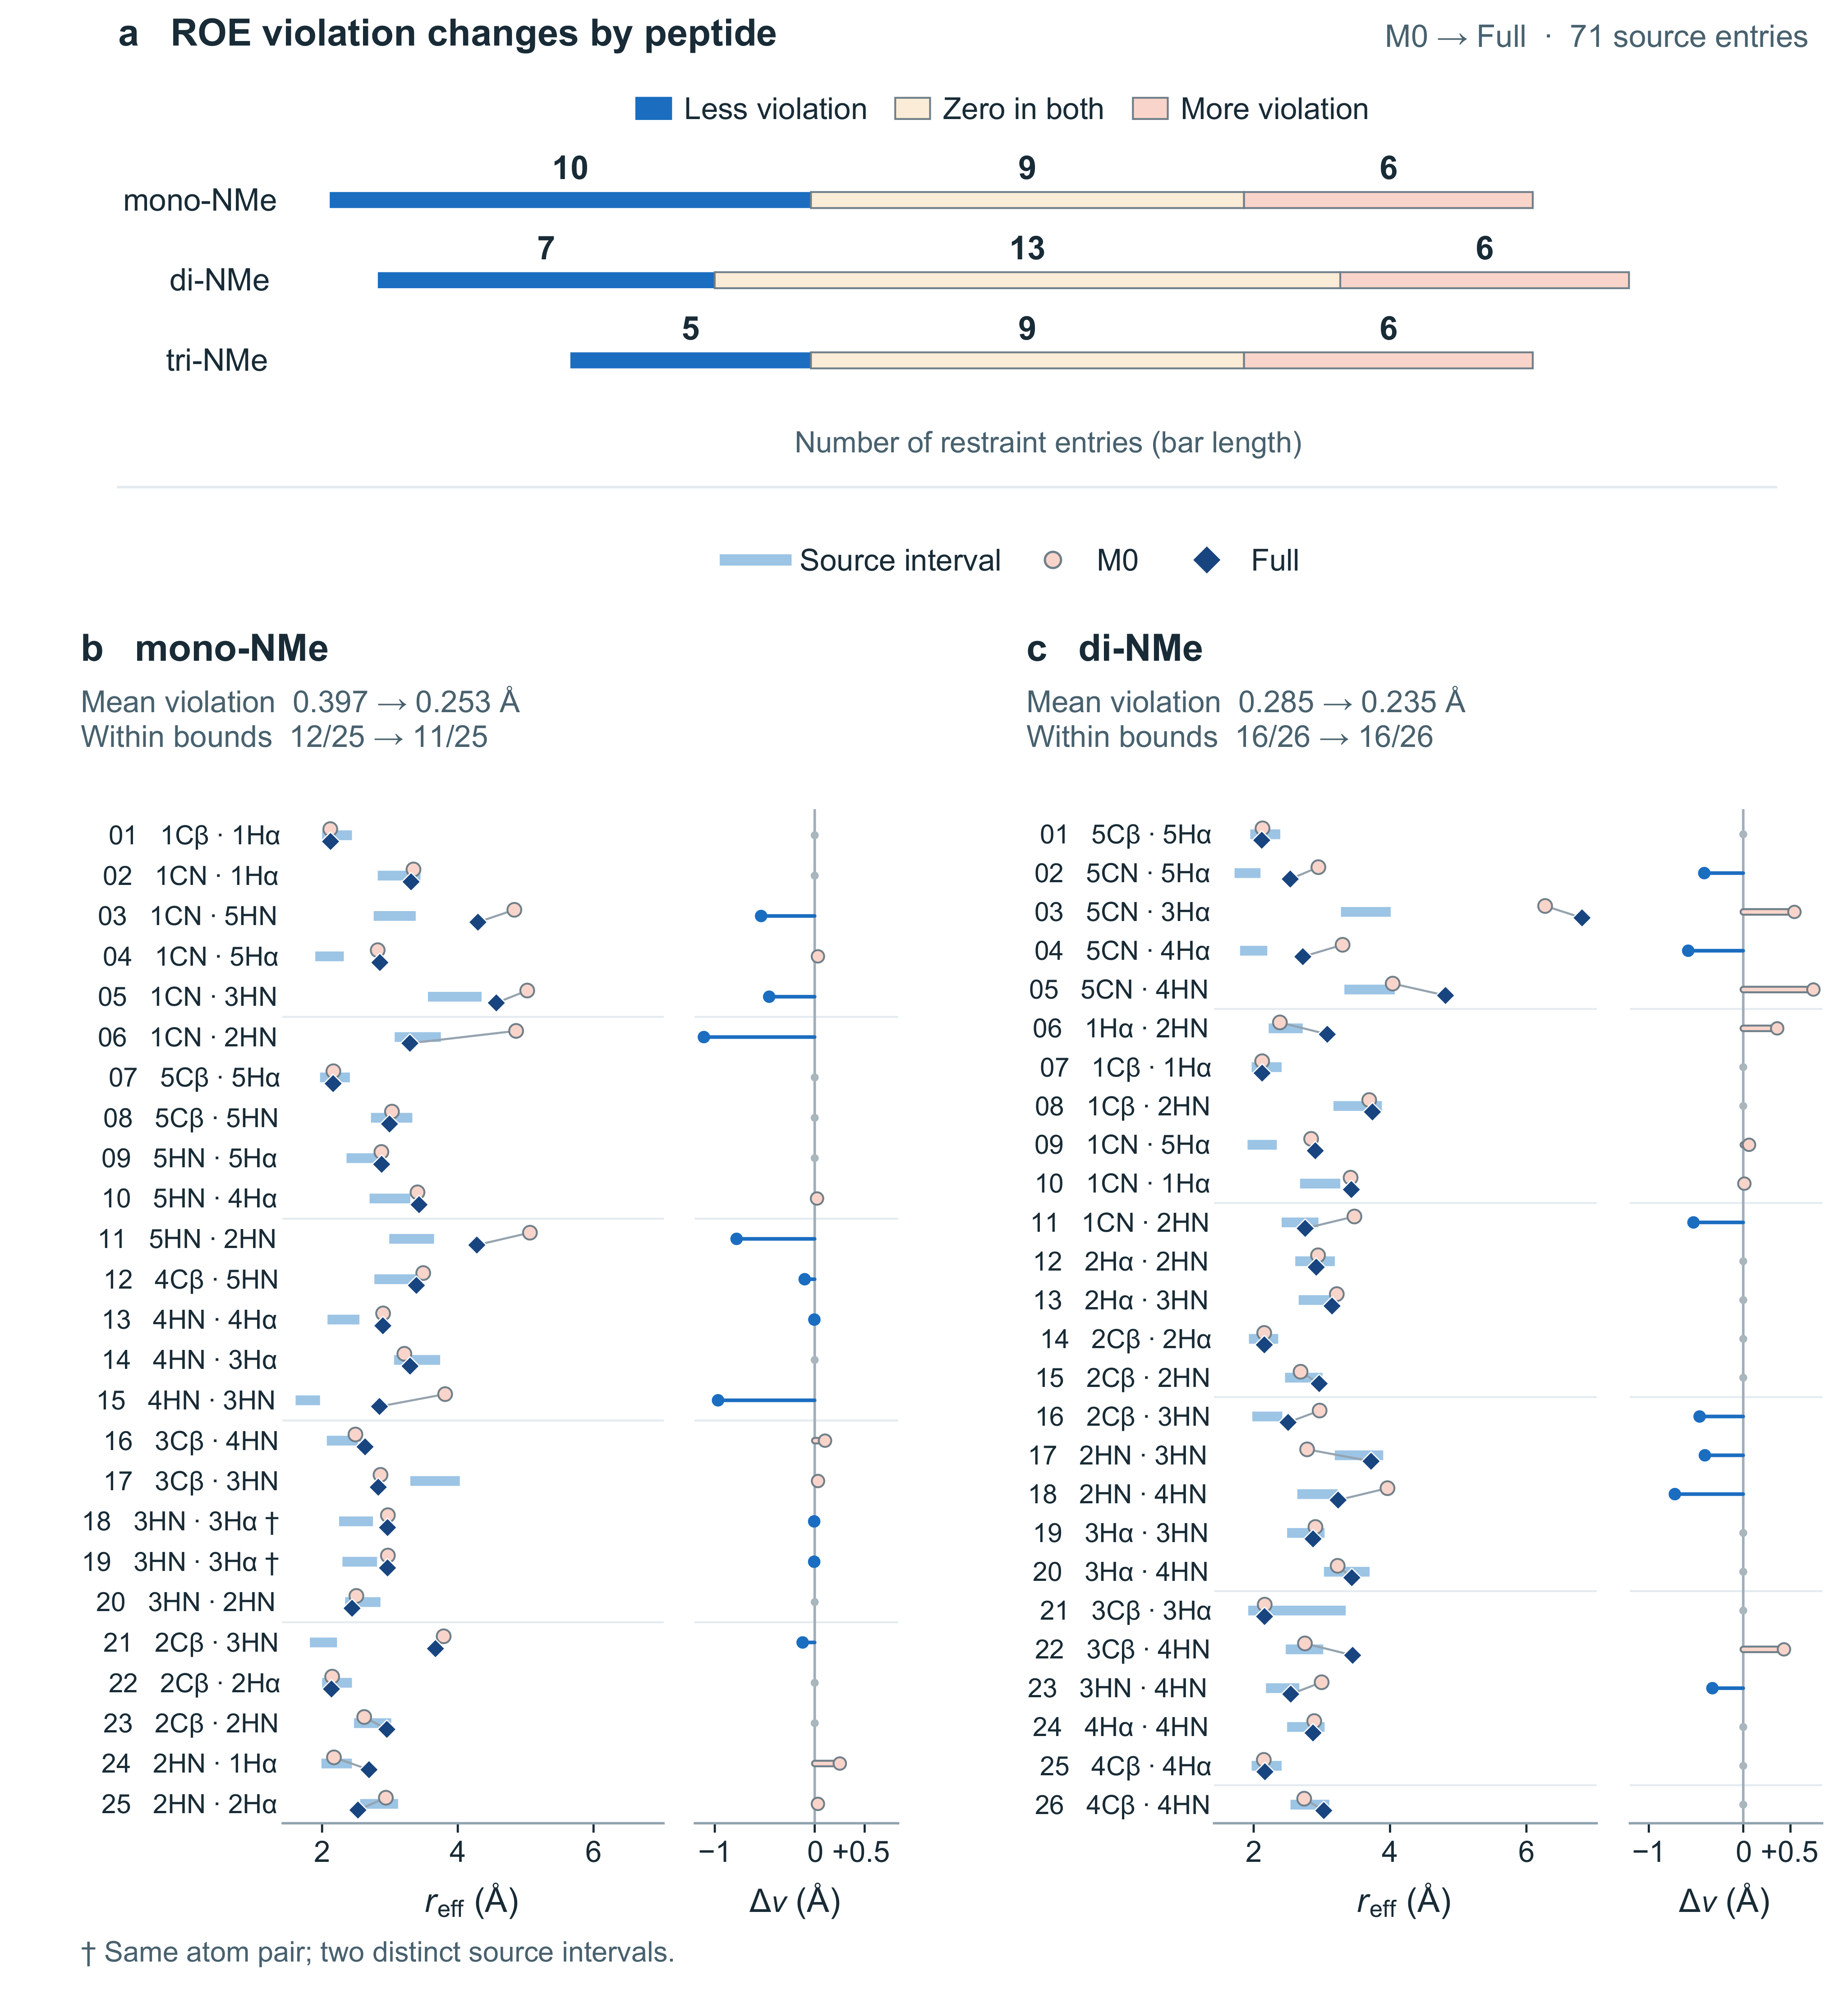 a ROE violation changes by peptide
M0 → Full · 71 source entries
Less violation Zero in both More violation
10 9 6
mono-NMe
7 13 6
di-NMe
5 9 6
tri-NMe
Number of restraint entries (bar length)
Source interval M0 Full
b mono-NMe
Mean violation 0.397 → 0.253 Å
Within bounds 12/25 → 11/25
01 1Cβ · 1Hα
02 1CN · 1Hα
03 1CN · 5HN
04 1CN · 5Hα
05 1CN · 3HN
06 1CN · 2HN
07 5Cβ · 5Hα
08 5Cβ · 5HN
09 5HN · 5Hα
10 5HN · 4Hα
11 5HN · 2HN
12 4Cβ · 5HN
13 4HN · 4Hα
14 4HN · 3Hα
15 4HN · 3HN
16 3Cβ · 4HN
17 3Cβ · 3HN
18 3HN · 3Hα †
19 3HN · 3Hα †
20 3HN · 2HN
21 2Cβ · 3HN
22 2Cβ · 2Hα
23 2Cβ · 2HN
24 2HN · 1Hα
25 2HN · 2Hα
2 4 6 −1 0 +0.5
r_eff (Å) Δv (Å)
† Same atom pair; two distinct source intervals.
c di-NMe
Mean violation 0.285 → 0.235 Å
Within bounds 16/26 → 16/26
01 5Cβ · 5Hα
02 5CN · 5Hα
03 5CN · 3Hα
04 5CN · 4Hα
05 5CN · 4HN
06 1Hα · 2HN
07 1Cβ · 1Hα
08 1Cβ · 2HN
09 1CN · 5Hα
10 1CN · 1Hα
11 1CN · 2HN
12 2Hα · 2HN
13 2Hα · 3HN
14 2Cβ · 2Hα
15 2Cβ · 2HN
16 2Cβ · 3HN
17 2HN · 3HN
18 2HN · 4HN
19 3Hα · 3HN
20 3Hα · 4HN
21 3Cβ · 3Hα
22 3Cβ · 4HN
23 3HN · 4HN
24 4Hα · 4HN
25 4Cβ · 4Hα
26 4Cβ · 4HN
2 4 6 −1 0 +0.5
r_eff (Å) Δv (Å)